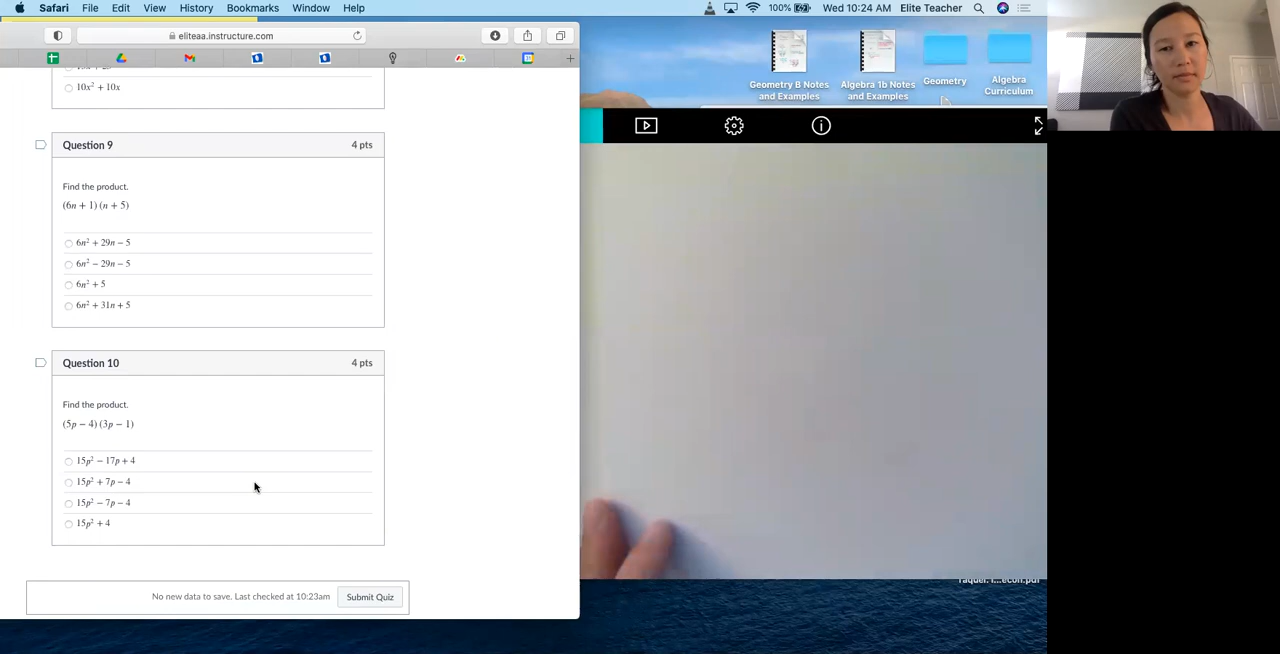 Safari File Edit View History Bookmarks Window Help 100% Wed 10:24 AM Elite Teacher
eliteaa.instructure.com
Geometry B Notes and Examples
Algebra 1b Notes and Examples
Geometry
Algebra Curriculum
10x² + 10x
Question 9 4 pts
Find the product.
(6n + 1) (n + 5)
6n² + 29n − 5
6n² − 29n − 5
6n² + 5
6n² + 31n + 5
Question 10 4 pts
Find the product.
(5p − 4) (3p − 1)
15p² − 17p + 4
15p² + 7p − 4
15p² − 7p − 4
15p² + 4
No new data to save. Last checked at 10:23am Submit Quiz